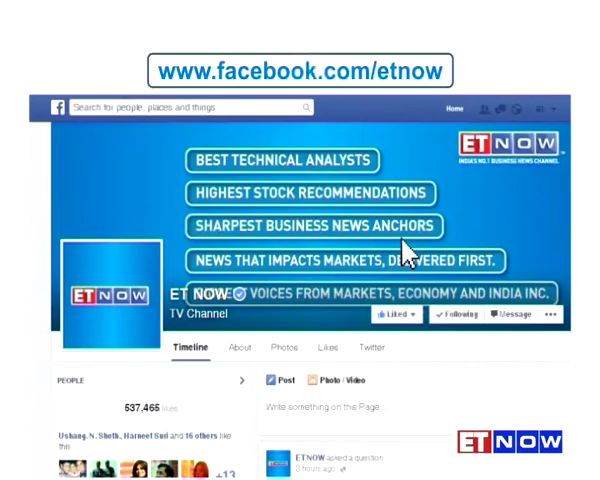 www.facebook.com/etnow
Search for people, places and things
Home
ET NOW
INDIA'S NO.1 BUSINESS NEWS CHANNEL
BEST TECHNICAL ANALYSTS
HIGHEST STOCK RECOMMENDATIONS
SHARPEST BUSINESS NEWS ANCHORS
NEWS THAT IMPACTS MARKETS, DELIVERED FIRST.
VOICES FROM MARKETS, ECONOMY AND INDIA INC.
ET NOW
ET NOW
TV Channel
Liked
Following
Message
Timeline
About
Photos
Likes
Twitter
PEOPLE
537,465 likes
Ushang. N. Sheth., Harneet Suri and 16 others like
this
+13
Post
Photo / Video
Write something on this Page
ETNOW asked a question
3 hours ago
ET NOW